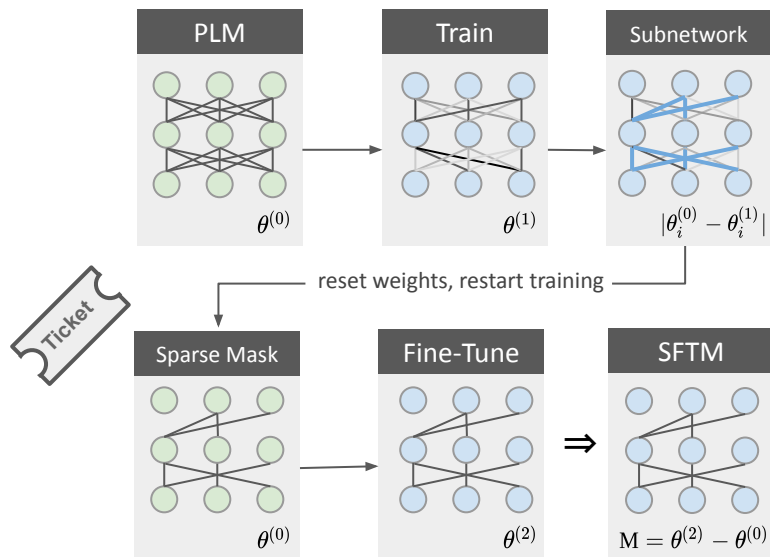 PLM
Train
Subnetwork
θ^(0)
θ^(1)
|θ_i^(0) − θ_i^(1)|
reset weights, restart training
Ticket
Sparse Mask
Fine-Tune
SFTM
⇒
θ^(0)
θ^(2)
M = θ^(2) − θ^(0)